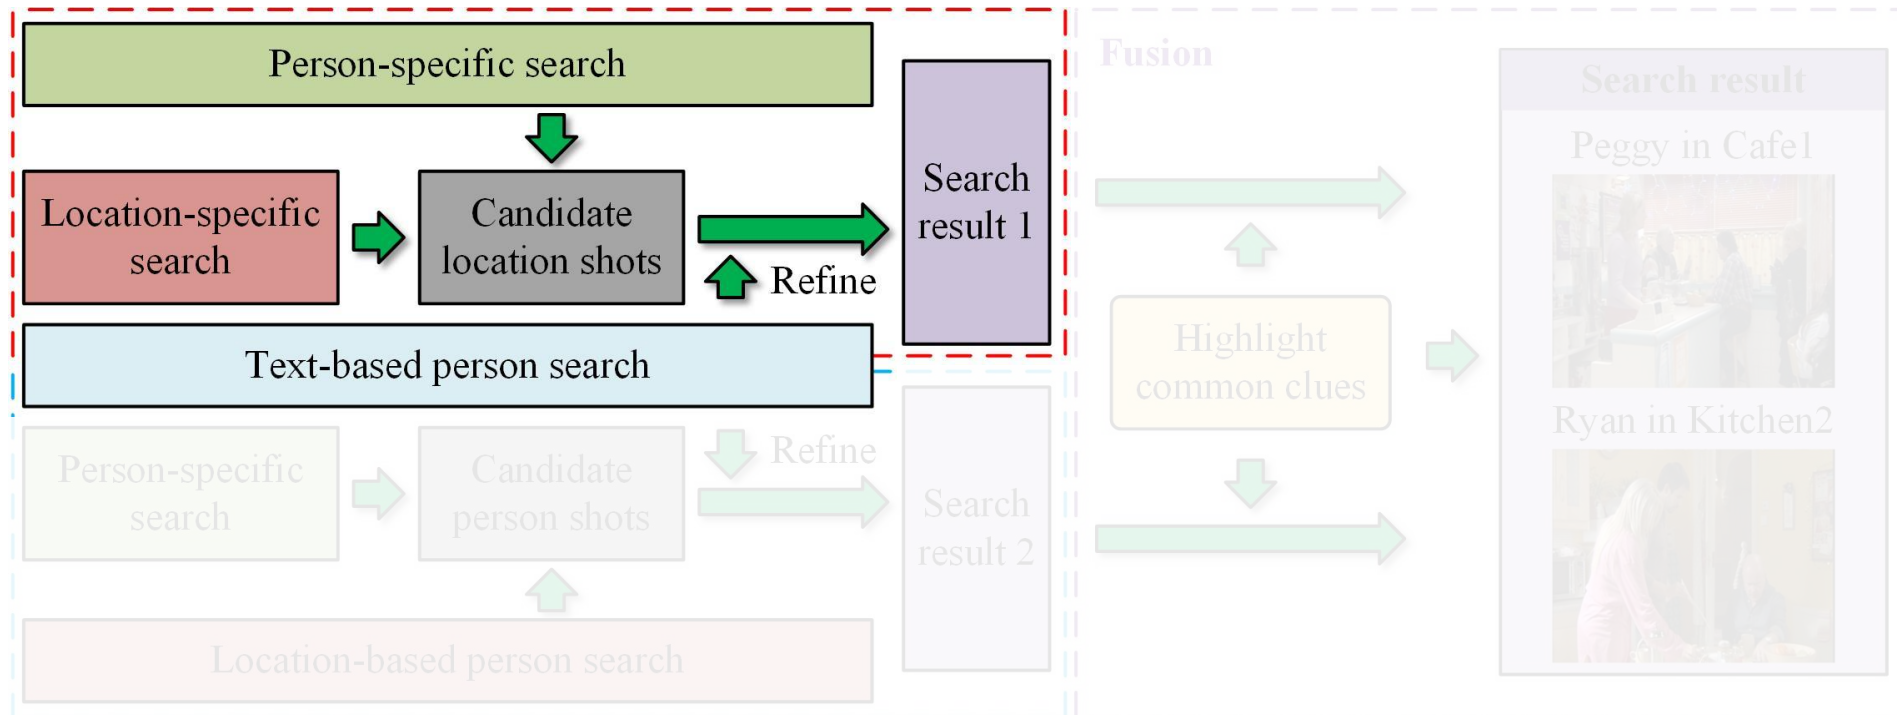 Person-specific search
Location-specific
search
Candidate
location shots
Refine
Search
result 1
Text-based person search
Person-specific
search
Candidate
person shots
Refine
Search
result 2
Location-based person search
Fusion
Highlight
common clues
Search result
Peggy in Cafe1
Ryan in Kitchen2